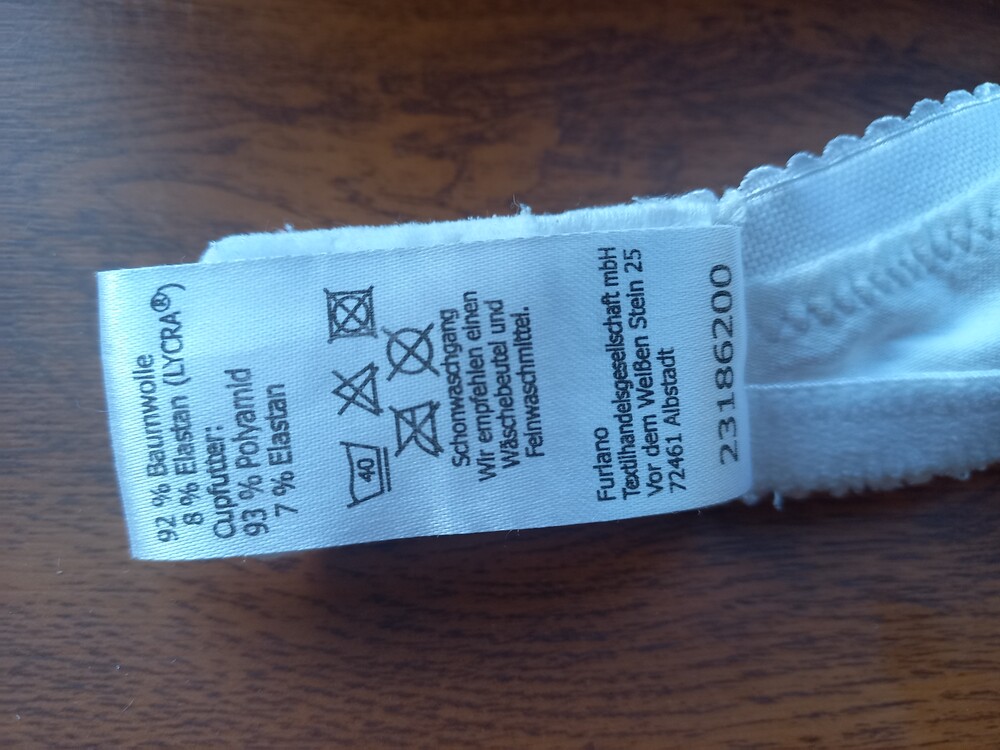 92 % Baumwolle
8 % Elastan (LYCRA®)
Cupfutter:
93 % Polyamid
7 % Elastan
40
Schonwaschgang
Wir empfehlen einen
Wäschebeutel und
Feinwaschmittel.
Furlano
Textilhandelsgesellschaft mbH
Vor dem Weißen Stein 25
72461 Albstadt
23186200